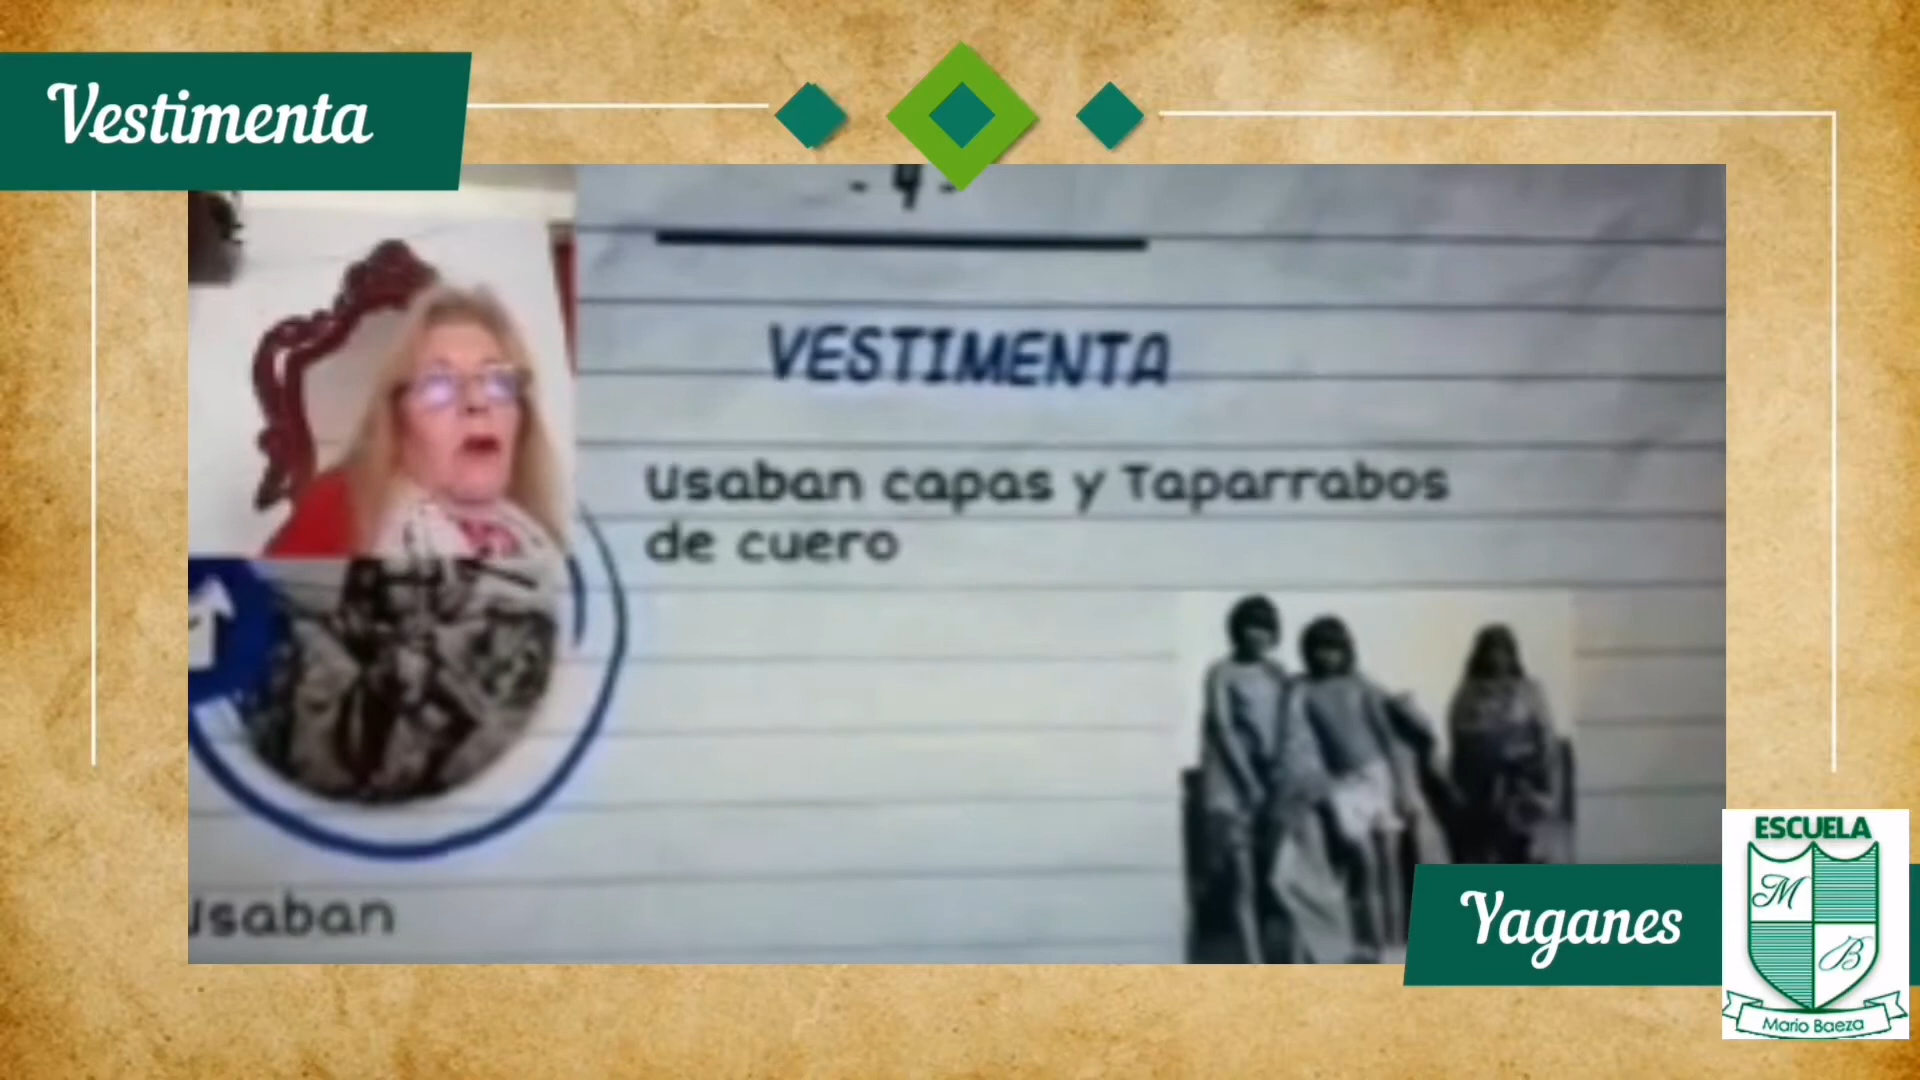 Vestimenta
- 4 -
VESTIMENTA
Usaban capas y Taparrabos
de cuero
Usaban
Yaganes
ESCUELA
M
B
Mario Baeza